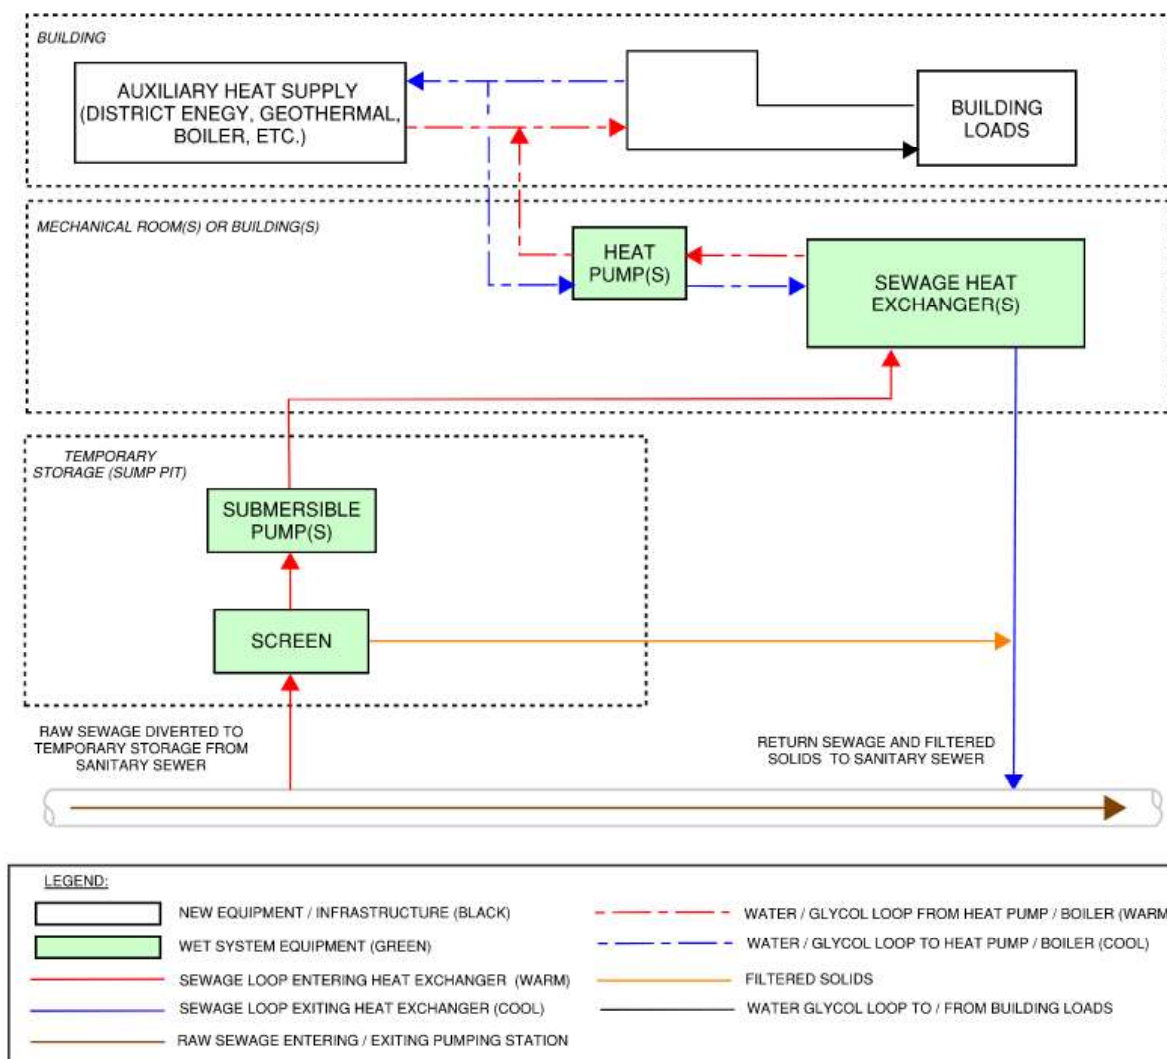 BUILDING
AUXILIARY HEAT SUPPLY
(DISTRICT ENEGY, GEOTHERMAL,
BOILER, ETC.)
BUILDING
LOADS
MECHANICAL ROOM(S) OR BUILDING(S)
HEAT
PUMP(S)
SEWAGE HEAT
EXCHANGER(S)
TEMPORARY
STORAGE (SUMP PIT)
SUBMERSIBLE
PUMP(S)
SCREEN
RAW SEWAGE DIVERTED TO
TEMPORARY STORAGE FROM
SANITARY SEWER
RETURN SEWAGE AND FILTERED
SOLIDS TO SANITARY SEWER
LEGEND:
NEW EQUIPMENT / INFRASTRUCTURE (BLACK)
WET SYSTEM EQUIPMENT (GREEN)
SEWAGE LOOP ENTERING HEAT EXCHANGER (WARM)
SEWAGE LOOP EXITING HEAT EXCHANGER (COOL)
RAW SEWAGE ENTERING / EXITING PUMPING STATION
WATER / GLYCOL LOOP FROM HEAT PUMP / BOILER (WARM
WATER / GLYCOL LOOP TO HEAT PUMP / BOILER (COOL)
FILTERED SOLIDS
WATER GLYCOL LOOP TO / FROM BUILDING LOADS